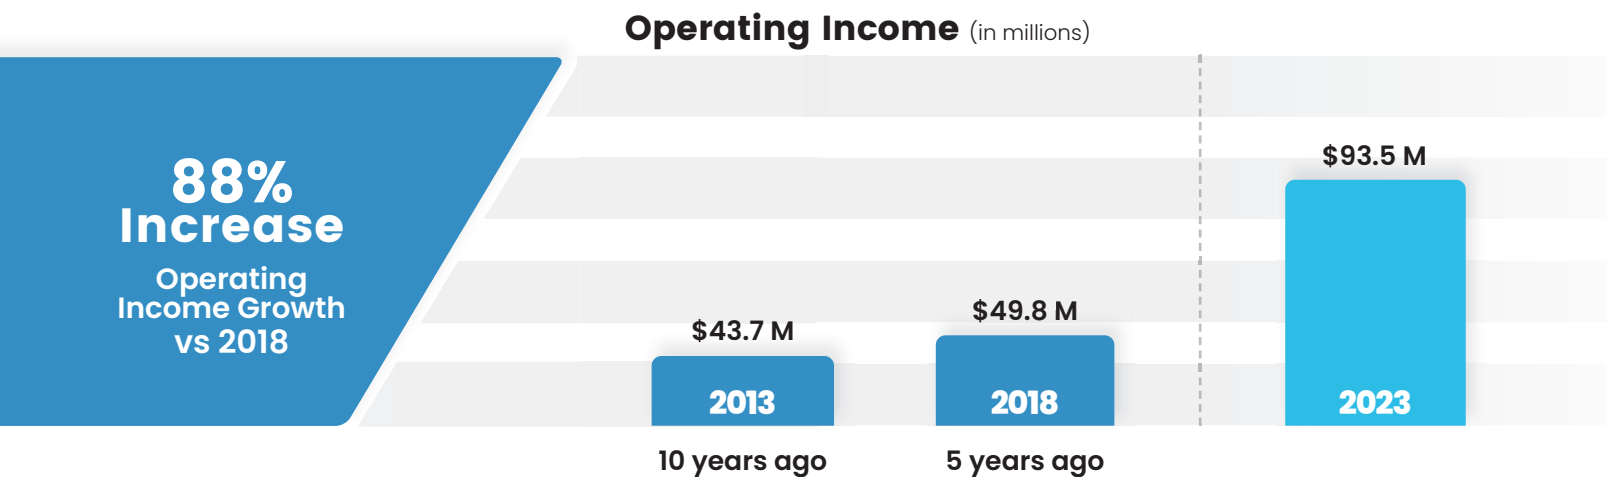 Operating Income (in millions)
88%
Increase
Operating
Income Growth
vs 2018
$43.7 M
$49.8 M
$93.5 M
2013
2018
2023
10 years ago
5 years ago